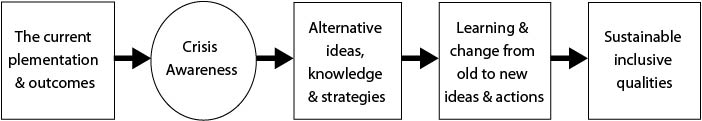 The current
plementation
& outcomes
Crisis
Awareness
Alternative
ideas,
knowledge
& strategies
Learning &
change from
old to new
ideas & actions
Sustainable
inclusive
qualities